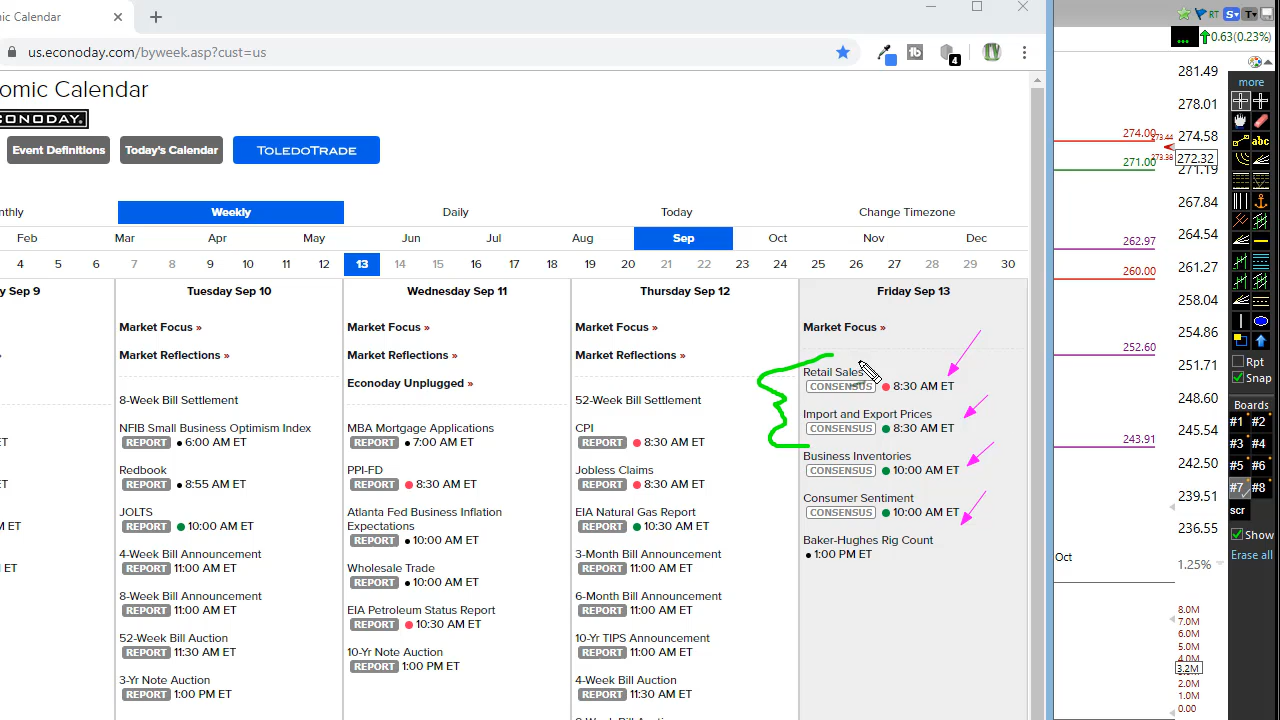 mic Calendar
us.econoday.com/byweek.asp?cust=us
4
omic Calendar
CONODAY.
Event Definitions
Today's Calendar
TOLEDOTRADE
nthly
Weekly
Daily
Today
Change Timezone
Feb Mar Apr May Jun Jul Aug Sep Oct Nov Dec
4 5 6 7 8 9 10 11 12 13 14 15 16 17 18 19 20 21 22 23 24 25 26 27 28 29 30
y Sep 9
Tuesday Sep 10
Market Focus »
Market Reflections »
8-Week Bill Settlement
NFIB Small Business Optimism Index
REPORT 6:00 AM ET
Redbook
REPORT 8:55 AM ET
JOLTS
REPORT 10:00 AM ET
4-Week Bill Announcement
REPORT 11:00 AM ET
8-Week Bill Announcement
REPORT 11:00 AM ET
52-Week Bill Auction
REPORT 11:30 AM ET
3-Yr Note Auction
REPORT 1:00 PM ET
Wednesday Sep 11
Market Focus »
Market Reflections »
Econoday Unplugged »
MBA Mortgage Applications
REPORT 7:00 AM ET
PPI-FD
REPORT 8:30 AM ET
Atlanta Fed Business Inflation
Expectations
REPORT 10:00 AM ET
Wholesale Trade
REPORT 10:00 AM ET
EIA Petroleum Status Report
REPORT 10:30 AM ET
10-Yr Note Auction
REPORT 1:00 PM ET
Thursday Sep 12
Market Focus »
Market Reflections »
52-Week Bill Settlement
CPI
REPORT 8:30 AM ET
Jobless Claims
REPORT 8:30 AM ET
EIA Natural Gas Report
REPORT 10:30 AM ET
3-Month Bill Announcement
REPORT 11:00 AM ET
6-Month Bill Announcement
REPORT 11:00 AM ET
10-Yr TIPS Announcement
REPORT 11:00 AM ET
4-Week Bill Auction
REPORT 11:30 AM ET
Friday Sep 13
Market Focus »
Retail Sales
CONSENSUS 8:30 AM ET
Import and Export Prices
CONSENSUS 8:30 AM ET
Business Inventories
CONSENSUS 10:00 AM ET
Consumer Sentiment
CONSENSUS 10:00 AM ET
Baker-Hughes Rig Count
1:00 PM ET
RT S T
... 0.63(0.23%)
281.49
278.01
274.58
274.00
273.44
273.38
272.32
271.00
271.19
267.84
264.54
262.97
261.27
260.00
258.04
254.86
252.60
251.71
248.60
245.54
243.91
242.50
239.51
236.55
Oct
1.25%
8.0M
7.0M
6.0M
5.0M
4.0M
3.2M
2.0M
1.0M
0.00
more
abc
Rpt
Snap
Boards
#1 #2
#3 #4
#5 #6
#7 #8
scr
Show
Erase all